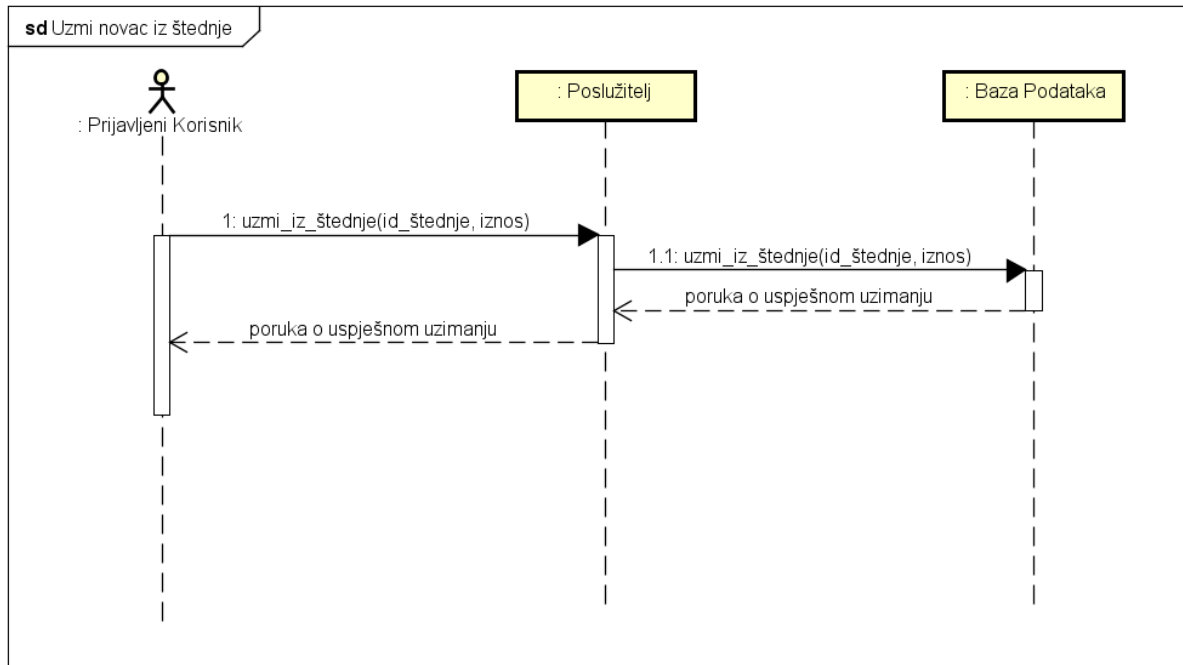 sd Uzmi novac iz štednje
: Prijavljeni Korisnik
: Poslužitelj
: Baza Podataka
1: uzmi_iz_štednje(id_štednje, iznos)
1.1: uzmi_iz_štednje(id_štednje, iznos)
poruka o uspješnom uzimanju
poruka o uspješnom uzimanju